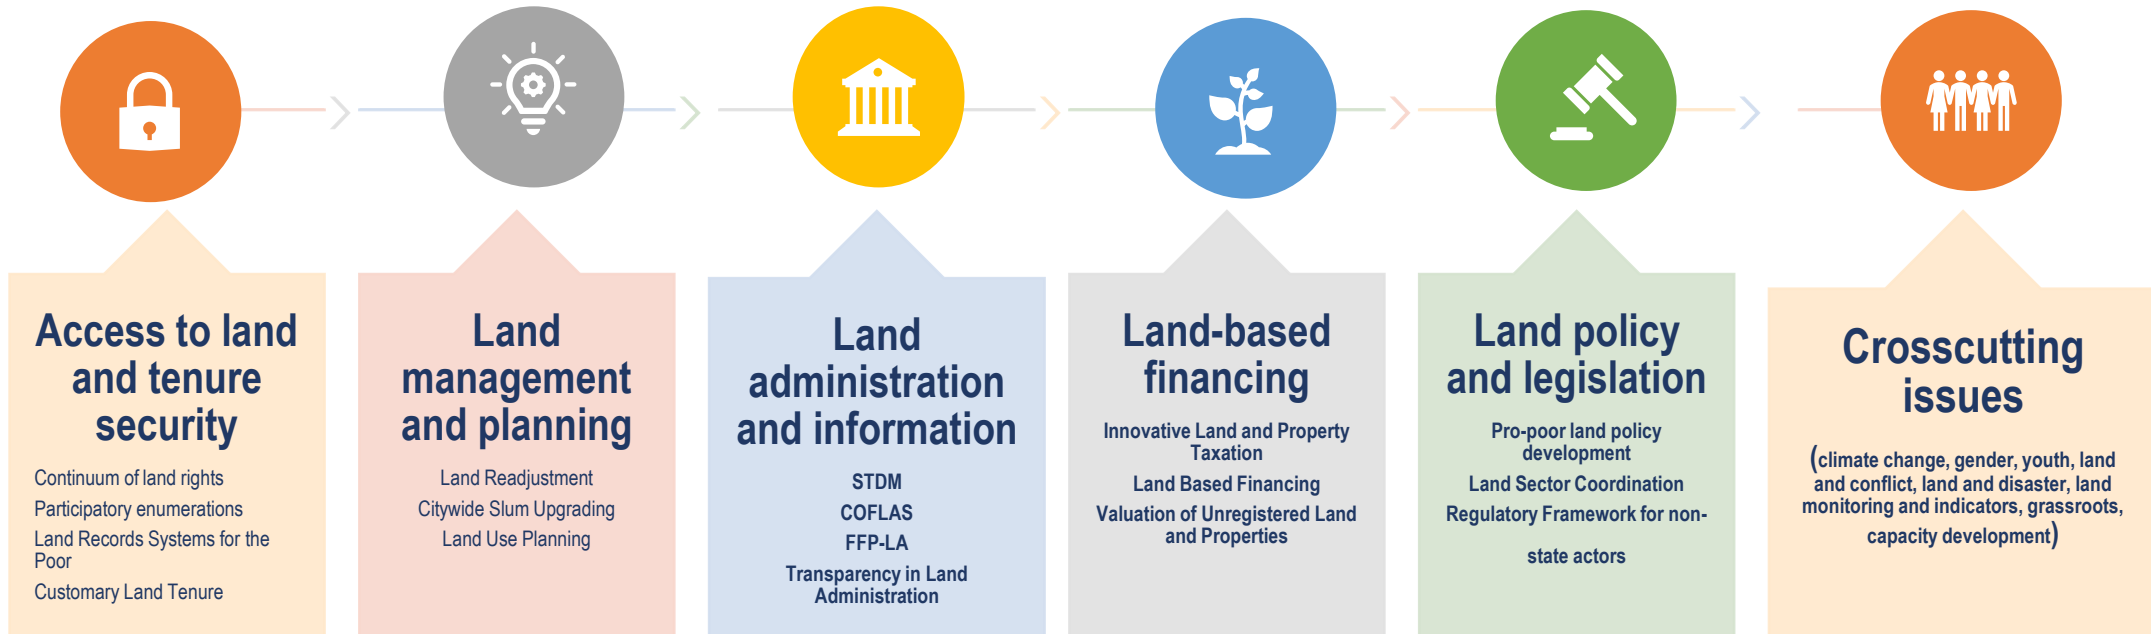 Access to land
and tenure
security
Continuum of land rights
Participatory enumerations
Land Records Systems for the
Poor
Customary Land Tenure
Land
management
and planning
Land Readjustment
Citywide Slum Upgrading
Land Use Planning
Land
administration
and information
STDM
COFLAS
FFP-LA
Transparency in Land
Administration
Land-based
financing
Innovative Land and Property
Taxation
Land Based Financing
Valuation of Unregistered Land
and Properties
Land policy
and legislation
Pro-poor land policy
development
Land Sector Coordination
Regulatory Framework for non-
state actors
Crosscutting
issues
(climate change, gender, youth, land
and conflict, land and disaster, land
monitoring and indicators, grassroots,
capacity development)